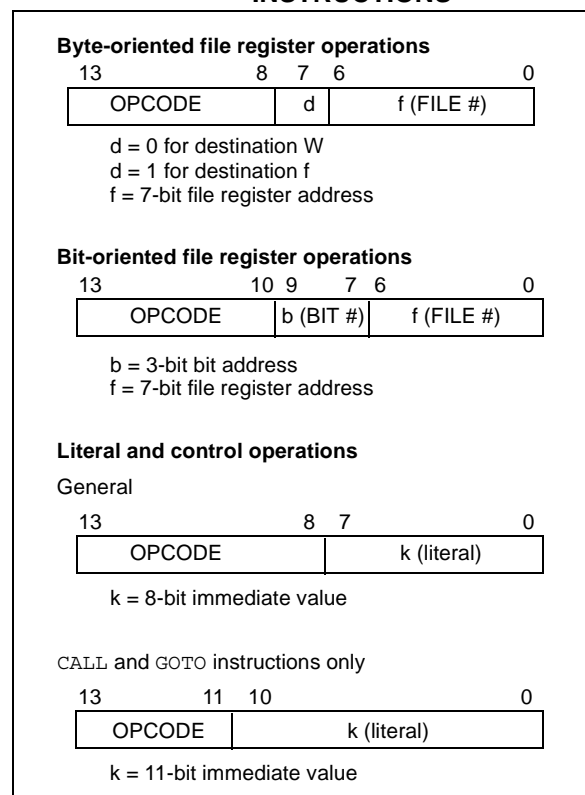 INSTRUCTIONS
Byte-oriented file register operations
13 8 7 6 0
OPCODE d f (FILE #)
d = 0 for destination W
d = 1 for destination f
f = 7-bit file register address
Bit-oriented file register operations
13 10 9 7 6 0
OPCODE b (BIT #) f (FILE #)
b = 3-bit bit address
f = 7-bit file register address
Literal and control operations
General
13 8 7 0
OPCODE k (literal)
k = 8-bit immediate value
CALL and GOTO instructions only
13 11 10 0
OPCODE k (literal)
k = 11-bit immediate value